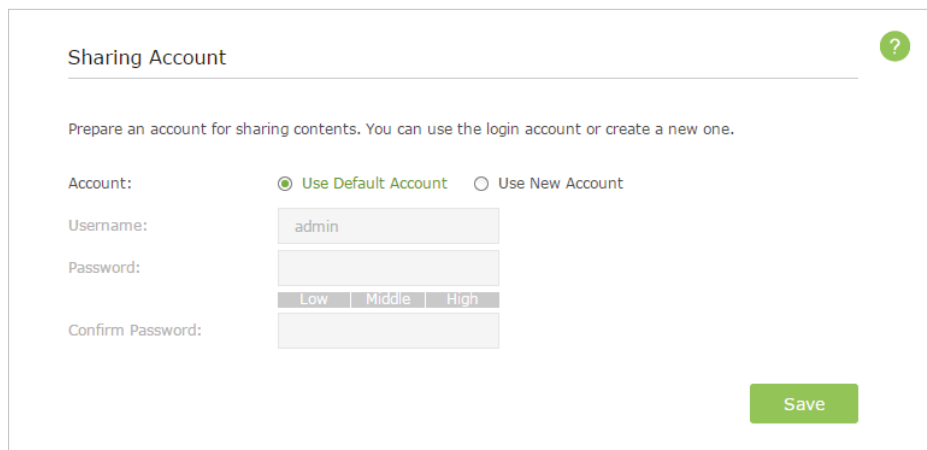 Sharing Account
?
Prepare an account for sharing contents. You can use the login account or create a new one.
Account: Use Default Account Use New Account
Username: admin
Password:
Low Middle High
Confirm Password:
Save